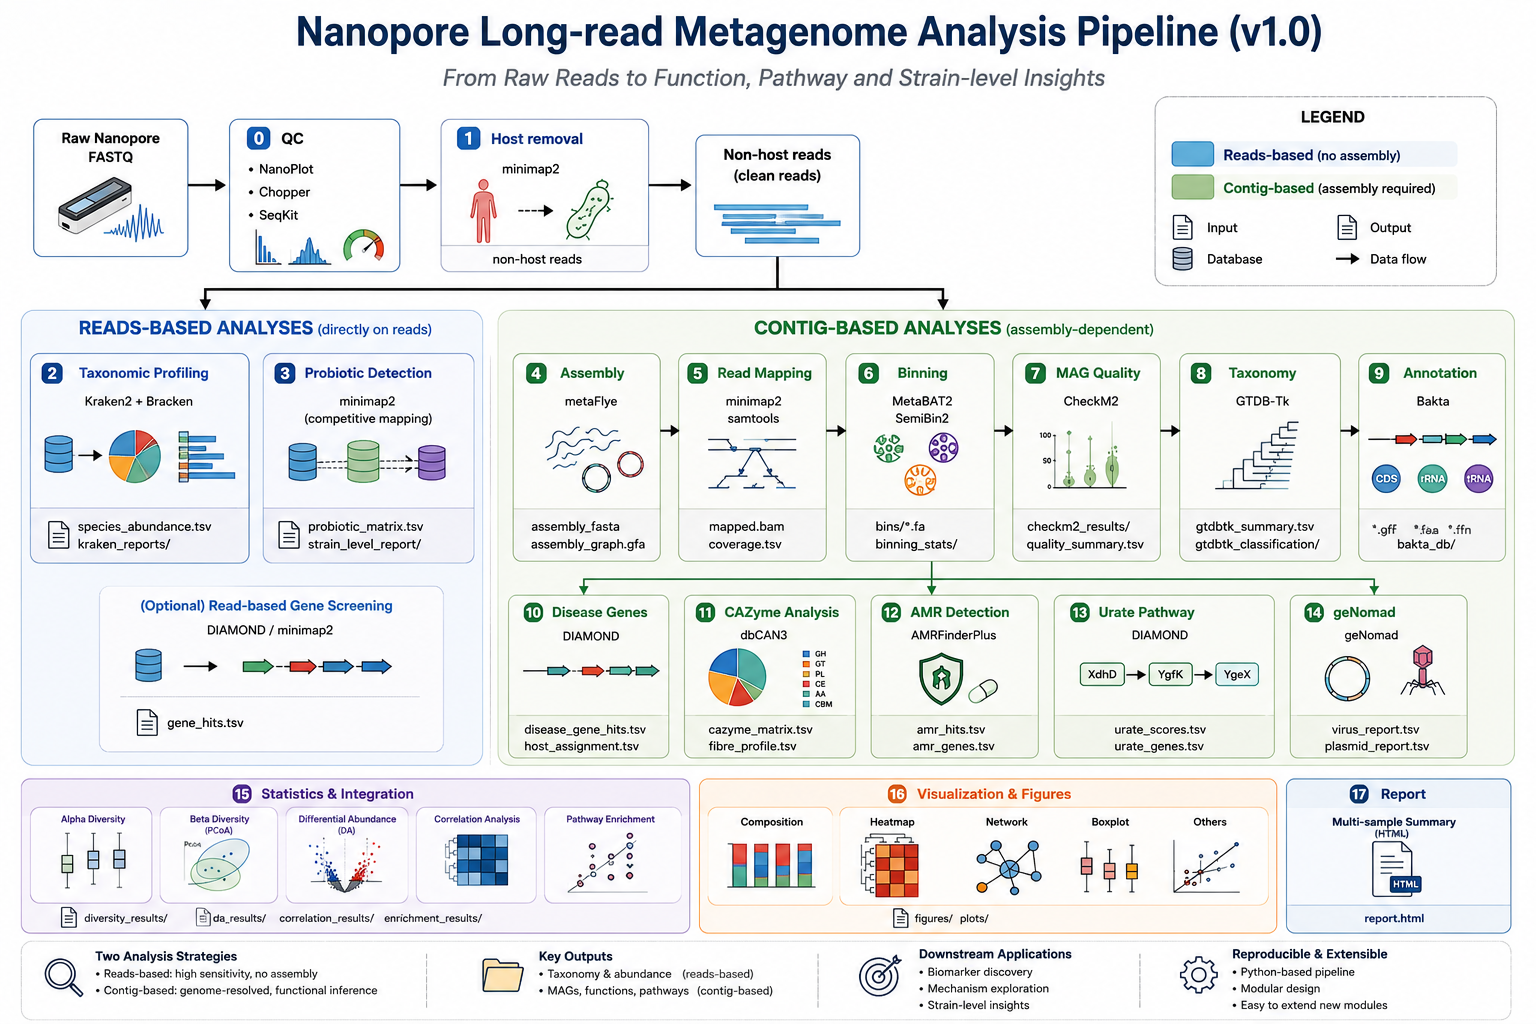 Nanopore Long-read Metagenome Analysis Pipeline (v1.0)
From Raw Reads to Function, Pathway and Strain-level Insights
Raw Nanopore
FASTQ
0 QC
• NanoPlot
• Chopper
• SeqKit
1 Host removal
minimap2
non-host reads
Non-host reads
(clean reads)
LEGEND
Reads-based (no assembly)
Contig-based (assembly required)
Input
Output
Database
Data flow
READS-BASED ANALYSES (directly on reads)
2 Taxonomic Profiling
Kraken2 + Bracken
species_abundance.tsv
kraken_reports/
3 Probiotic Detection
minimap2
(competitive mapping)
probiotic_matrix.tsv
strain_level_report/
(Optional) Read-based Gene Screening
DIAMOND / minimap2
gene_hits.tsv
CONTIG-BASED ANALYSES (assembly-dependent)
4 Assembly
metaFlye
assembly_fasta
assembly_graph.gfa
5 Read Mapping
minimap2
samtools
mapped.bam
coverage.tsv
6 Binning
MetaBAT2
SemiBin2
bins/*.fa
binning_stats/
7 MAG Quality
CheckM2
100
50
0
checkm2_results/
quality_summary.tsv
8 Taxonomy
GTDB-Tk
gtdbtk_summary.tsv
gtdbtk_classification/
9 Annotation
Bakta
CDS
rRNA
tRNA
*.gff *.faa *.ffn
bakta_db/
10 Disease Genes
DIAMOND
disease_gene_hits.tsv
host_assignment.tsv
11 CAZyme Analysis
dbCAN3
GH
GT
PL
CE
AA
CBM
cazyme_matrix.tsv
fibre_profile.tsv
12 AMR Detection
AMRFinderPlus
amr_hits.tsv
amr_genes.tsv
13 Urate Pathway
DIAMOND
XdhD
YgfK
YgeX
urate_scores.tsv
urate_genes.tsv
14 geNomad
geNomad
virus_report.tsv
plasmid_report.tsv
15 Statistics & Integration
Alpha Diversity
Beta Diversity
(PCoA)
Differential Abundance
(DA)
Correlation Analysis
Pathway Enrichment
diversity_results/
da_results/
correlation_results/
enrichment_results/
16 Visualization & Figures
Composition
Heatmap
Network
Boxplot
Others
figures/ plots/
17 Report
Multi-sample Summary
(HTML)
HTML
report.html
Two Analysis Strategies
• Reads-based: high sensitivity, no assembly
• Contig-based: genome-resolved, functional inference
Key Outputs
• Taxonomy & abundance (reads-based)
• MAGs, functions, pathways (contig-based)
Downstream Applications
• Biomarker discovery
• Mechanism exploration
• Strain-level insights
Reproducible & Extensible
• Python-based pipeline
• Modular design
• Easy to extend new modules